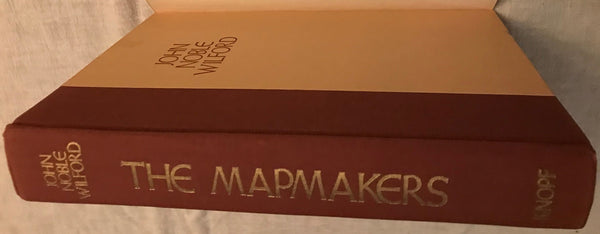 JOHN
NOBLE
WILFORD
JOHN
NOBLE
WILFORD
THE MAPMAKERS
KNOPF